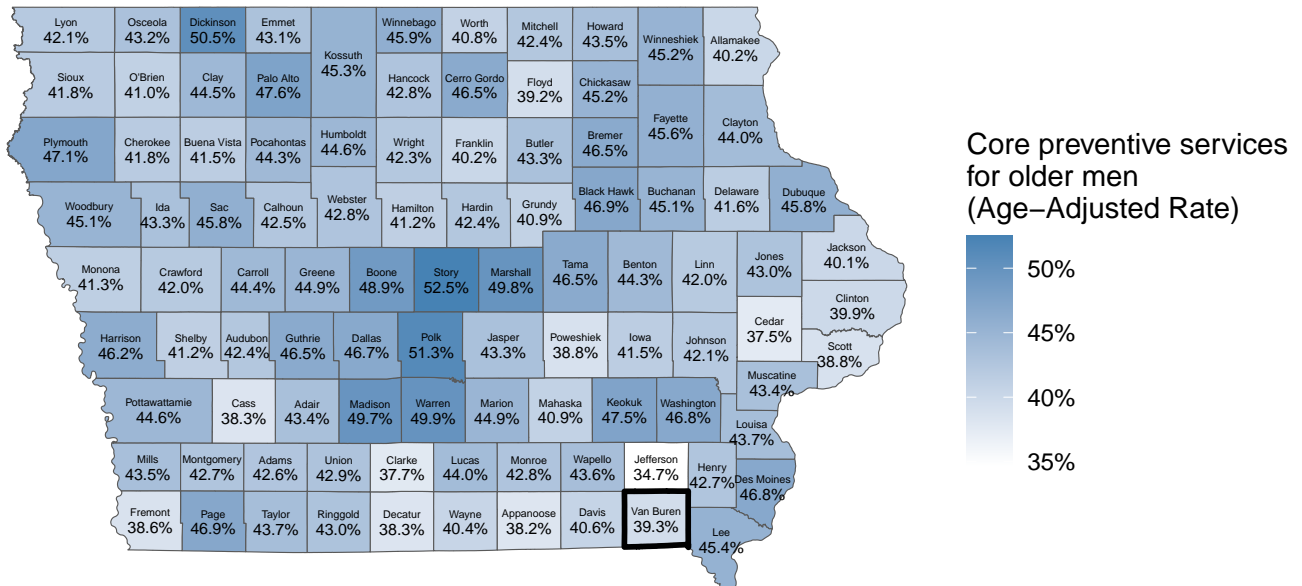 Lyon
42.1%
Osceola
43.2%
Dickinson
50.5%
Emmet
43.1%
Kossuth
45.3%
Winnebago
45.9%
Worth
40.8%
Mitchell
42.4%
Howard
43.5%
Winneshiek
45.2%
Allamakee
40.2%
Sioux
41.8%
O'Brien
41.0%
Clay
44.5%
Palo Alto
47.6%
Hancock
42.8%
Cerro Gordo
46.5%
Floyd
39.2%
Chickasaw
45.2%
Plymouth
47.1%
Cherokee
41.8%
Buena Vista
41.5%
Pocahontas
44.3%
Humboldt
44.6%
Wright
42.3%
Franklin
40.2%
Butler
43.3%
Bremer
46.5%
Fayette
45.6%
Clayton
44.0%
Woodbury
45.1%
Ida
43.3%
Sac
45.8%
Calhoun
42.5%
Webster
42.8%
Hamilton
41.2%
Hardin
42.4%
Grundy
40.9%
Black Hawk
46.9%
Buchanan
45.1%
Delaware
41.6%
Dubuque
45.8%
Monona
41.3%
Crawford
42.0%
Carroll
44.4%
Greene
44.9%
Boone
48.9%
Story
52.5%
Marshall
49.8%
Tama
46.5%
Benton
44.3%
Linn
42.0%
Jones
43.0%
Jackson
40.1%
Clinton
39.9%
Harrison
46.2%
Shelby
41.2%
Audubon
42.4%
Guthrie
46.5%
Dallas
46.7%
Polk
51.3%
Jasper
43.3%
Poweshiek
38.8%
Iowa
41.5%
Johnson
42.1%
Cedar
37.5%
Scott
38.8%
Muscatine
43.4%
Pottawattamie
44.6%
Cass
38.3%
Adair
43.4%
Madison
49.7%
Warren
49.9%
Marion
44.9%
Mahaska
40.9%
Keokuk
47.5%
Washington
46.8%
Louisa
43.7%
Mills
43.5%
Montgomery
42.7%
Adams
42.6%
Union
42.9%
Clarke
37.7%
Lucas
44.0%
Monroe
42.8%
Wapello
43.6%
Jefferson
34.7%
Henry
42.7%
Des Moines
46.8%
Fremont
38.6%
Page
46.9%
Taylor
43.7%
Ringgold
43.0%
Decatur
38.3%
Wayne
40.4%
Appanoose
38.2%
Davis
40.6%
Van Buren
39.3%
Lee
45.4%
Core preventive services
for older men
(Age−Adjusted Rate)
50%
45%
40%
35%